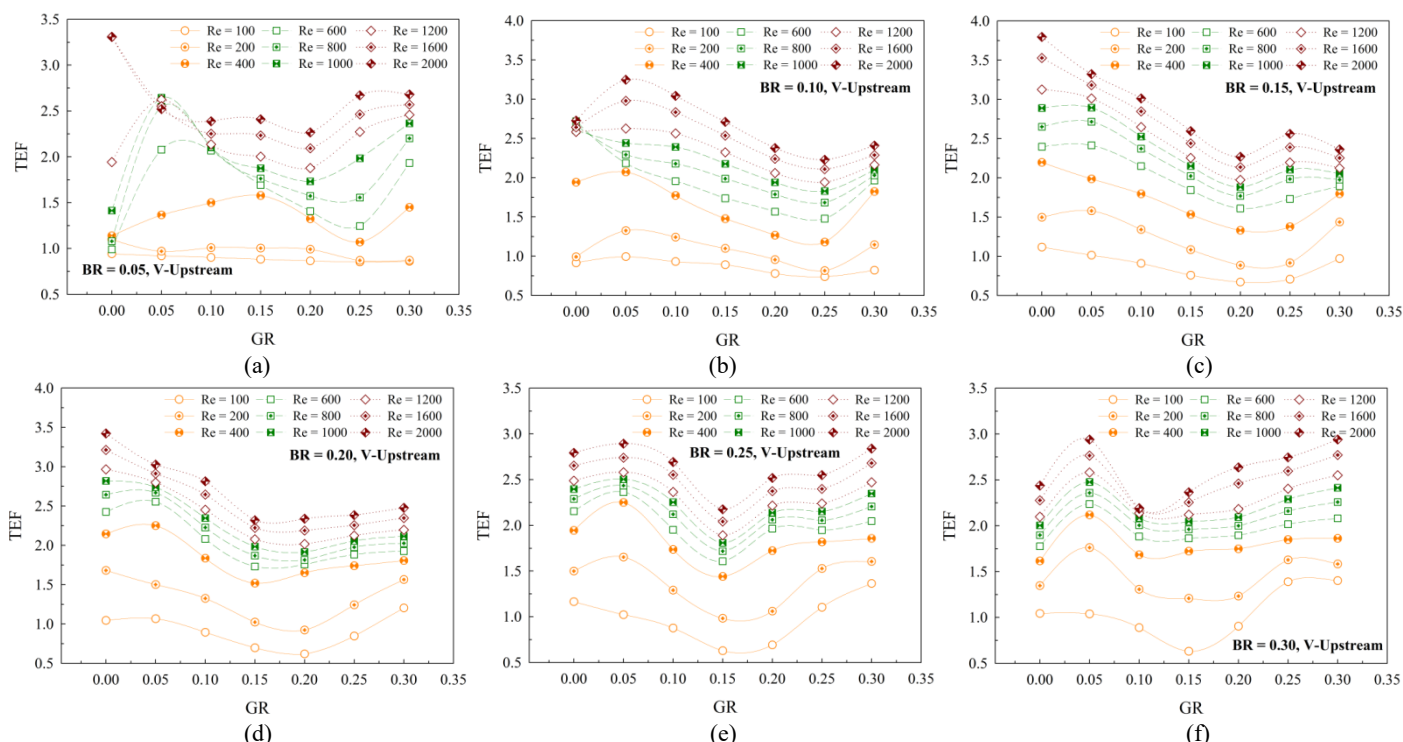 3.5
3.0
2.5
2.0
1.5
1.0
0.5
TEF
Re = 100 Re = 600 Re = 1200
Re = 200 Re = 800 Re = 1600
Re = 400 Re = 1000 Re = 2000
BR = 0.05, V-Upstream
0.00 0.05 0.10 0.15 0.20 0.25 0.30 0.35
GR
(a)
4.0
3.5
3.0
2.5
2.0
1.5
1.0
0.5
TEF
Re = 100 Re = 600 Re = 1200
Re = 200 Re = 800 Re = 1600
Re = 400 Re = 1000 Re = 2000
BR = 0.10, V-Upstream
0.00 0.05 0.10 0.15 0.20 0.25 0.30 0.35
GR
(b)
4.0
3.5
3.0
2.5
2.0
1.5
1.0
0.5
TEF
Re = 100 Re = 600 Re = 1200
Re = 200 Re = 800 Re = 1600
Re = 400 Re = 1000 Re = 2000
BR = 0.15, V-Upstream
0.00 0.05 0.10 0.15 0.20 0.25 0.30 0.35
GR
(c)
4.0
3.5
3.0
2.5
2.0
1.5
1.0
0.5
TEF
Re = 100 Re = 600 Re = 1200
Re = 200 Re = 800 Re = 1600
Re = 400 Re = 1000 Re = 2000
BR = 0.20, V-Upstream
0.00 0.05 0.10 0.15 0.20 0.25 0.30 0.35
GR
(d)
3.5
3.0
2.5
2.0
1.5
1.0
0.5
TEF
Re = 100 Re = 600 Re = 1200
Re = 200 Re = 800 Re = 1600
Re = 400 Re = 1000 Re = 2000
BR = 0.25, V-Upstream
0.00 0.05 0.10 0.15 0.20 0.25 0.30 0.35
GR
(e)
3.5
3.0
2.5
2.0
1.5
1.0
0.5
TEF
Re = 100 Re = 600 Re = 1200
Re = 200 Re = 800 Re = 1600
Re = 400 Re = 1000 Re = 2000
BR = 0.30, V-Upstream
0.00 0.05 0.10 0.15 0.20 0.25 0.30 0.35
GR
(f)